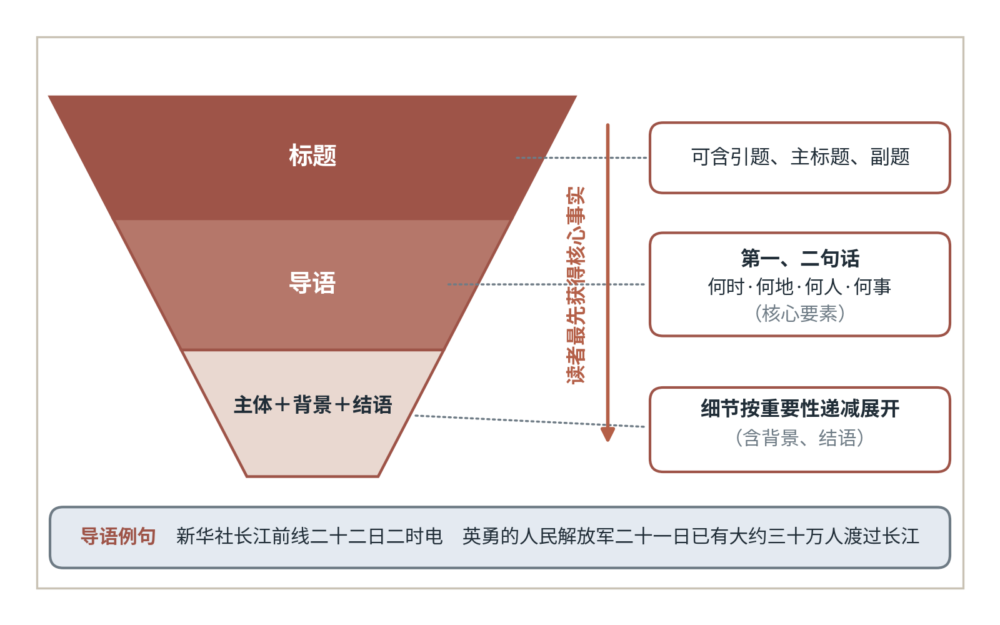 标题
可含引题、主标题、副题
导语
第一、二句话
何时·何地·何人·何事
（核心要素）
读者最先获得核心事实
主体＋背景＋结语
细节按重要性递减展开
（含背景、结语）
导语例句 新华社长江前线二十二日二时电 英勇的人民解放军二十一日已有大约三十万人渡过长江